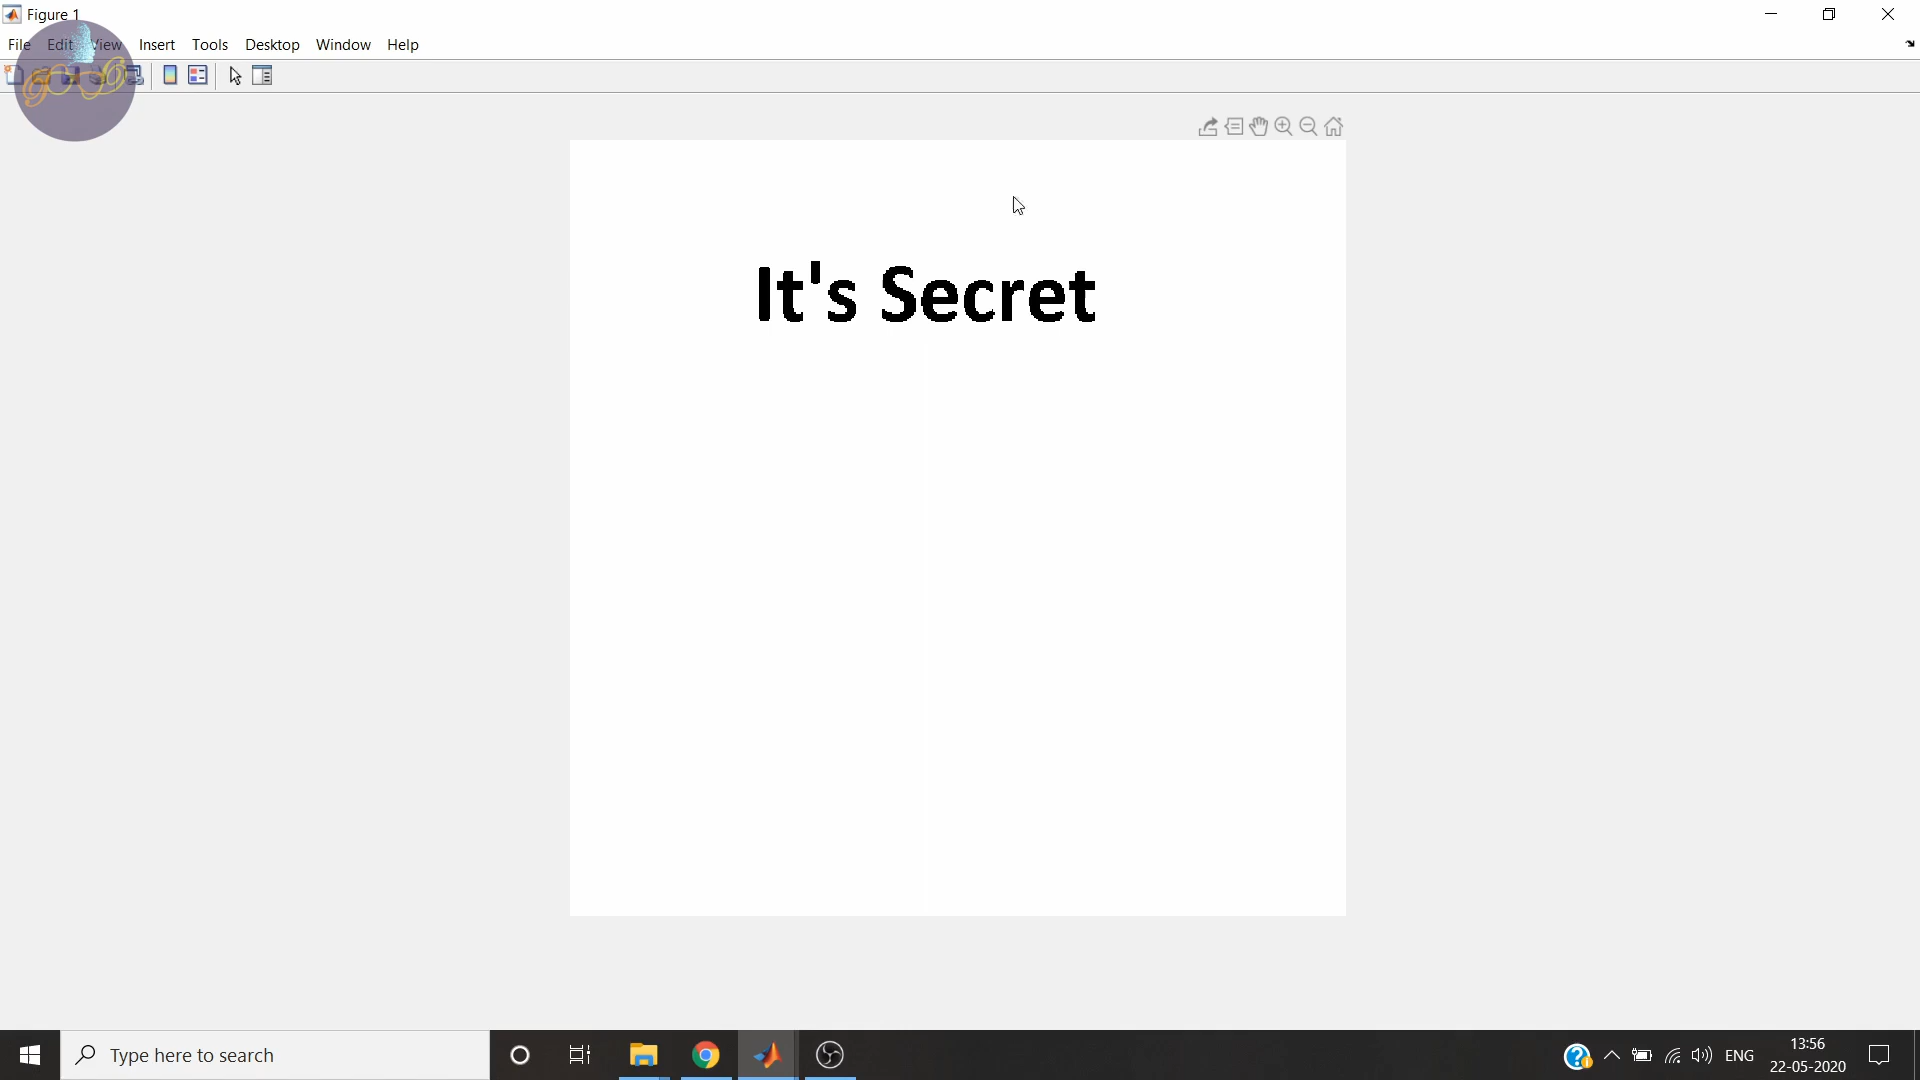 Figure 1
File Edit View Insert Tools Desktop Window Help
It's Secret
Type here to search
ENG
13:56
22-05-2020